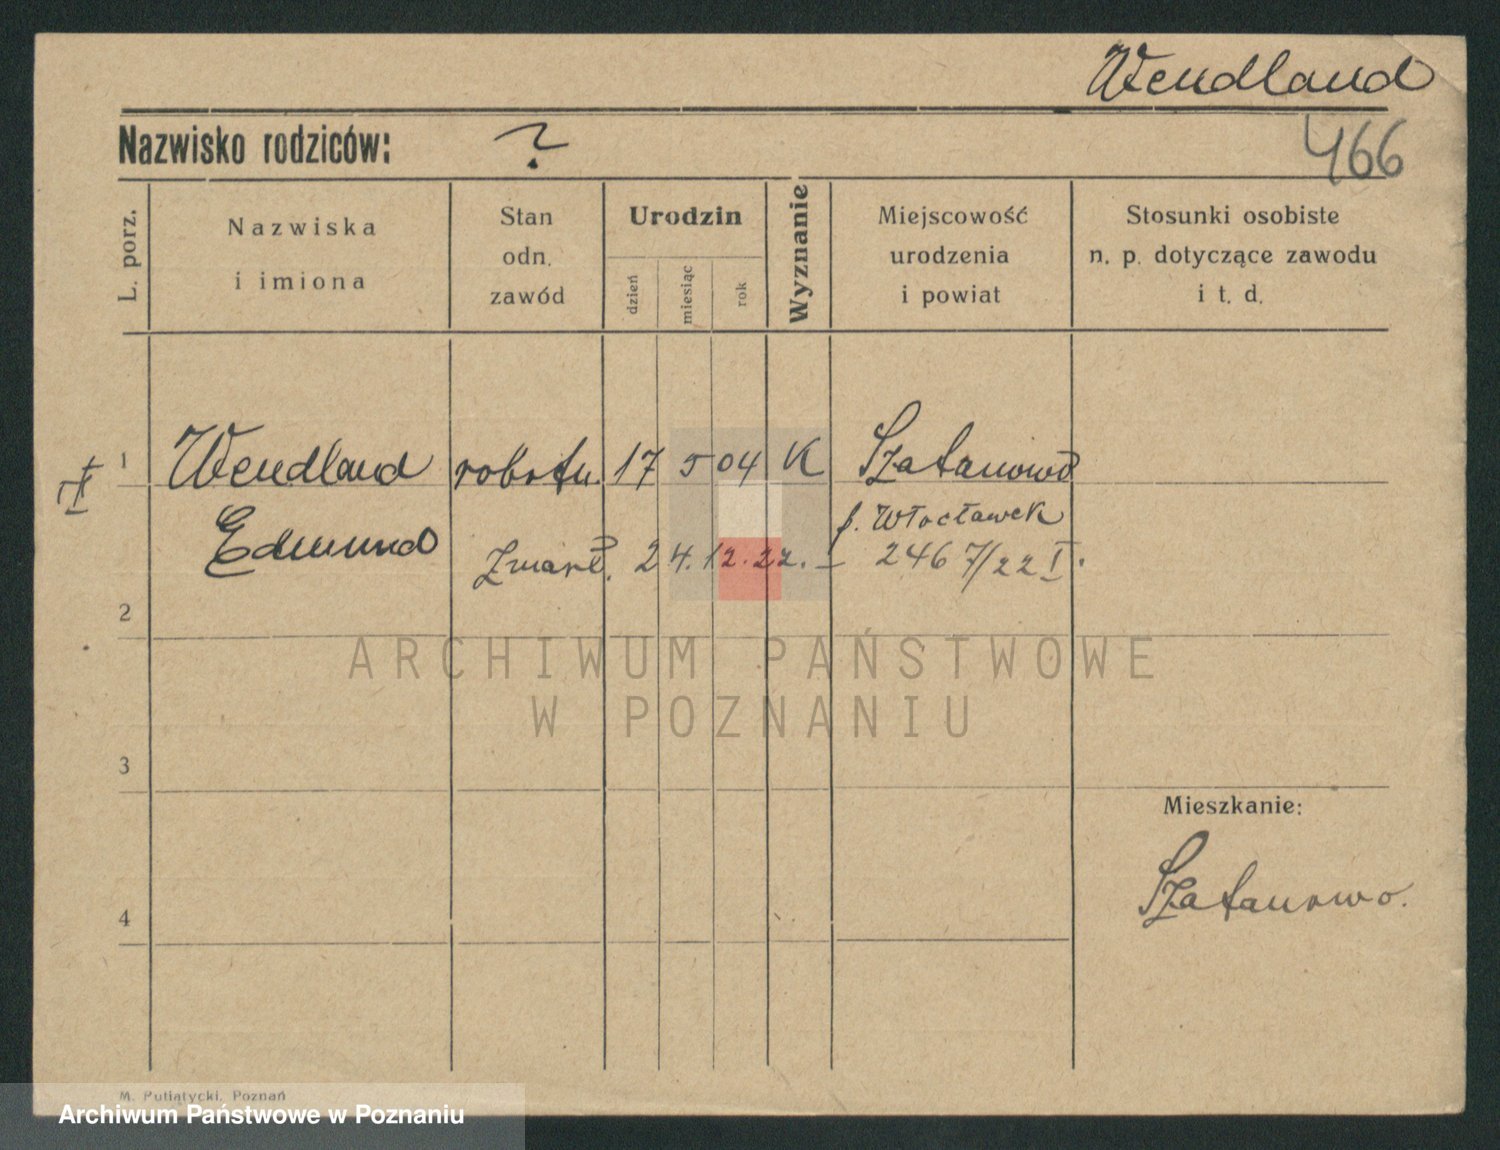 Wendland
Nazwisko rodziców: ?
466
L. porz.
Nazwiska
i imiona
Stan
odn.
zawód
Urodzin
dzień
miesiąc
rok
Wyznanie
Miejscowość
urodzenia
i powiat
Stosunki osobiste
n. p. dotyczące zawodu
i t. d.
1 Wendland robotn. 17 5 04 K Szatanowo
Edmund
p. Włocławek
Zmarł. 24.12.22. – 246 7/22 I.
2
ARCHIWUM PAŃSTWOWE
W POZNANIU
3
Mieszkanie:
Szatanowo.
4
M. Putiatycki, Poznań
Archiwum Państwowe w Poznaniu